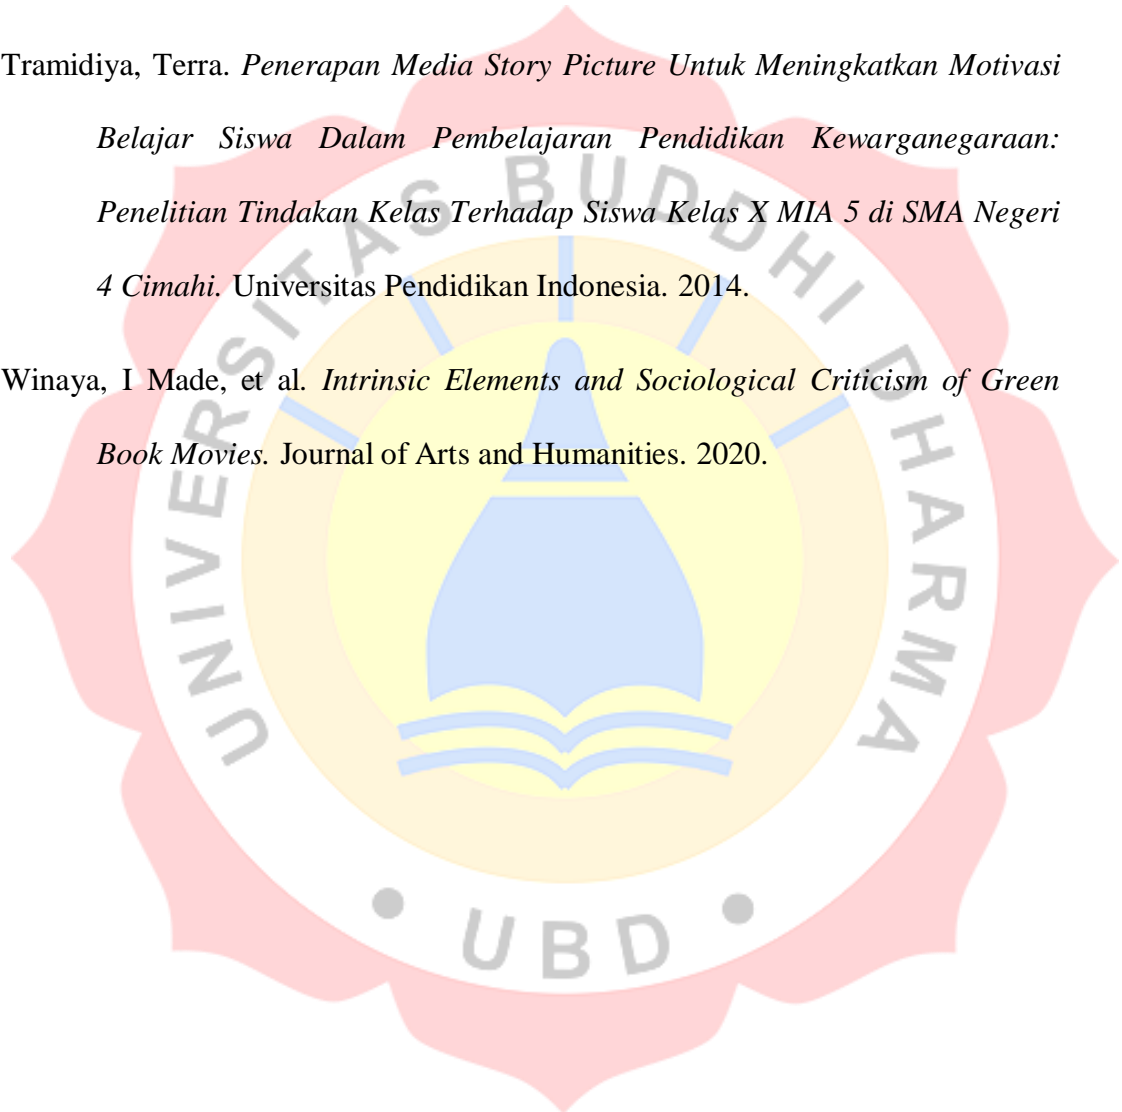 Tramidiya, Terra. Penerapan Media Story Picture Untuk Meningkatkan Motivasi
Belajar Siswa Dalam Pembelajaran Pendidikan Kewarganegaraan:
Penelitian Tindakan Kelas Terhadap Siswa Kelas X MIA 5 di SMA Negeri
4 Cimahi. Universitas Pendidikan Indonesia. 2014.
Winaya, I Made, et al. Intrinsic Elements and Sociological Criticism of Green
Book Movies. Journal of Arts and Humanities. 2020.
UNIVERSITAS BUDDHI DHARMA
• UBD •